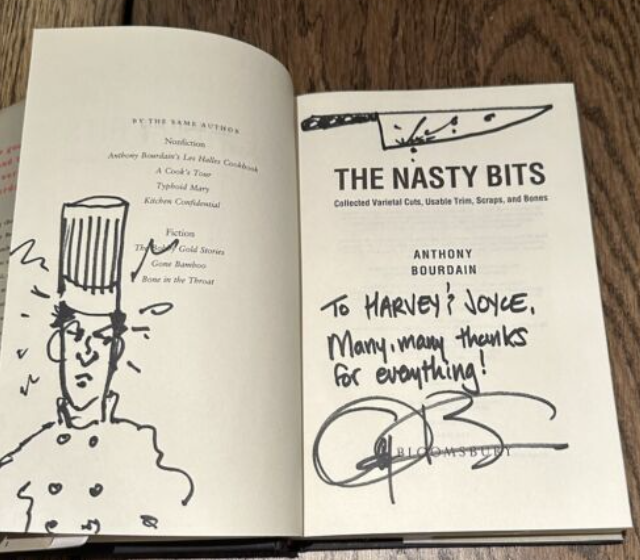 BY THE SAME AUTHOR
Nonfiction
Anthony Bourdain's Les Halles Cookbook
A Cook's Tour
Typhoid Mary
Kitchen Confidential
Fiction
The Bobby Gold Stories
Gone Bamboo
Bone in the Throat
THE NASTY BITS
Collected Varietal Cuts, Usable Trim, Scraps, and Bones
ANTHONY
BOURDAIN
TO HARVEY & JOYCE.
Many, many thanks
for everything!
BLOOMSBURY